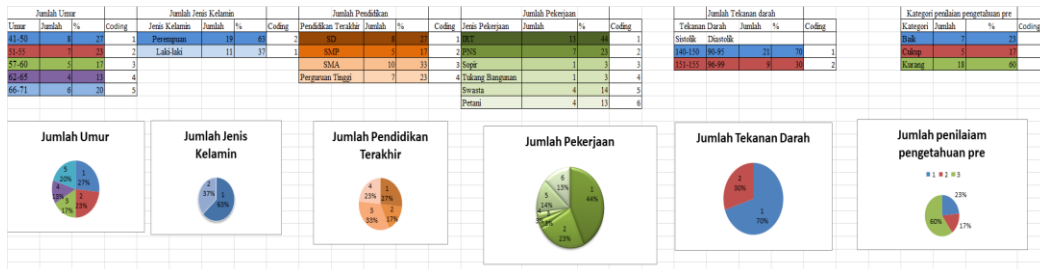 Jumlah Umur
Umur Jumlah % Coding
41-50 8 27 1
51-55 7 23 2
57-60 5 17 3
62-65 4 13 4
66-71 6 20 5
Jumlah Jenis Kelamin
Jenis Kelamin Jumlah % Coding
Perempuan 19 63 2
Laki-laki 11 37 1
Jumlah Pendidikan
Pendidikan Terakhir Jumlah % Coding
SD 8 27 1
SMP 5 17 2
SMA 10 33 3
Perguruan Tinggi 7 23 4
Jumlah Pekerjaan
Jenis Pekerjaan Jumlah % Coding
IRT 13 44 1
PNS 7 23 2
Sopir 1 3 3
Tukang Bangunan 1 3 4
Swasta 4 14 5
Petani 4 13 6
Jumlah Tekanan darah
Tekanan Darah Jumlah % Coding
Sistolik Diastolik
140-150 90-95 21 70 1
151-155 96-99 9 30 2
Kategori penilaian pengetahuan pre
Kategori Jumlah % Coding
Baik 7 23
Cukup 5 17
Kurang 18 60
Jumlah Umur
1
27%
2
23%
3
17%
4
13%
5
20%
Jumlah Jenis
Kelamin
2
37%
1
63%
Jumlah Pendidikan
Terakhir
4
23%
1
27%
3
33%
2
17%
Jumlah Pekerjaan
6
13%
1
44%
5
14%
2
23%
Jumlah Tekanan Darah
2
30%
1
70%
Jumlah penilaiam
pengetahuan pre
1 2 3
23%
60%
17%